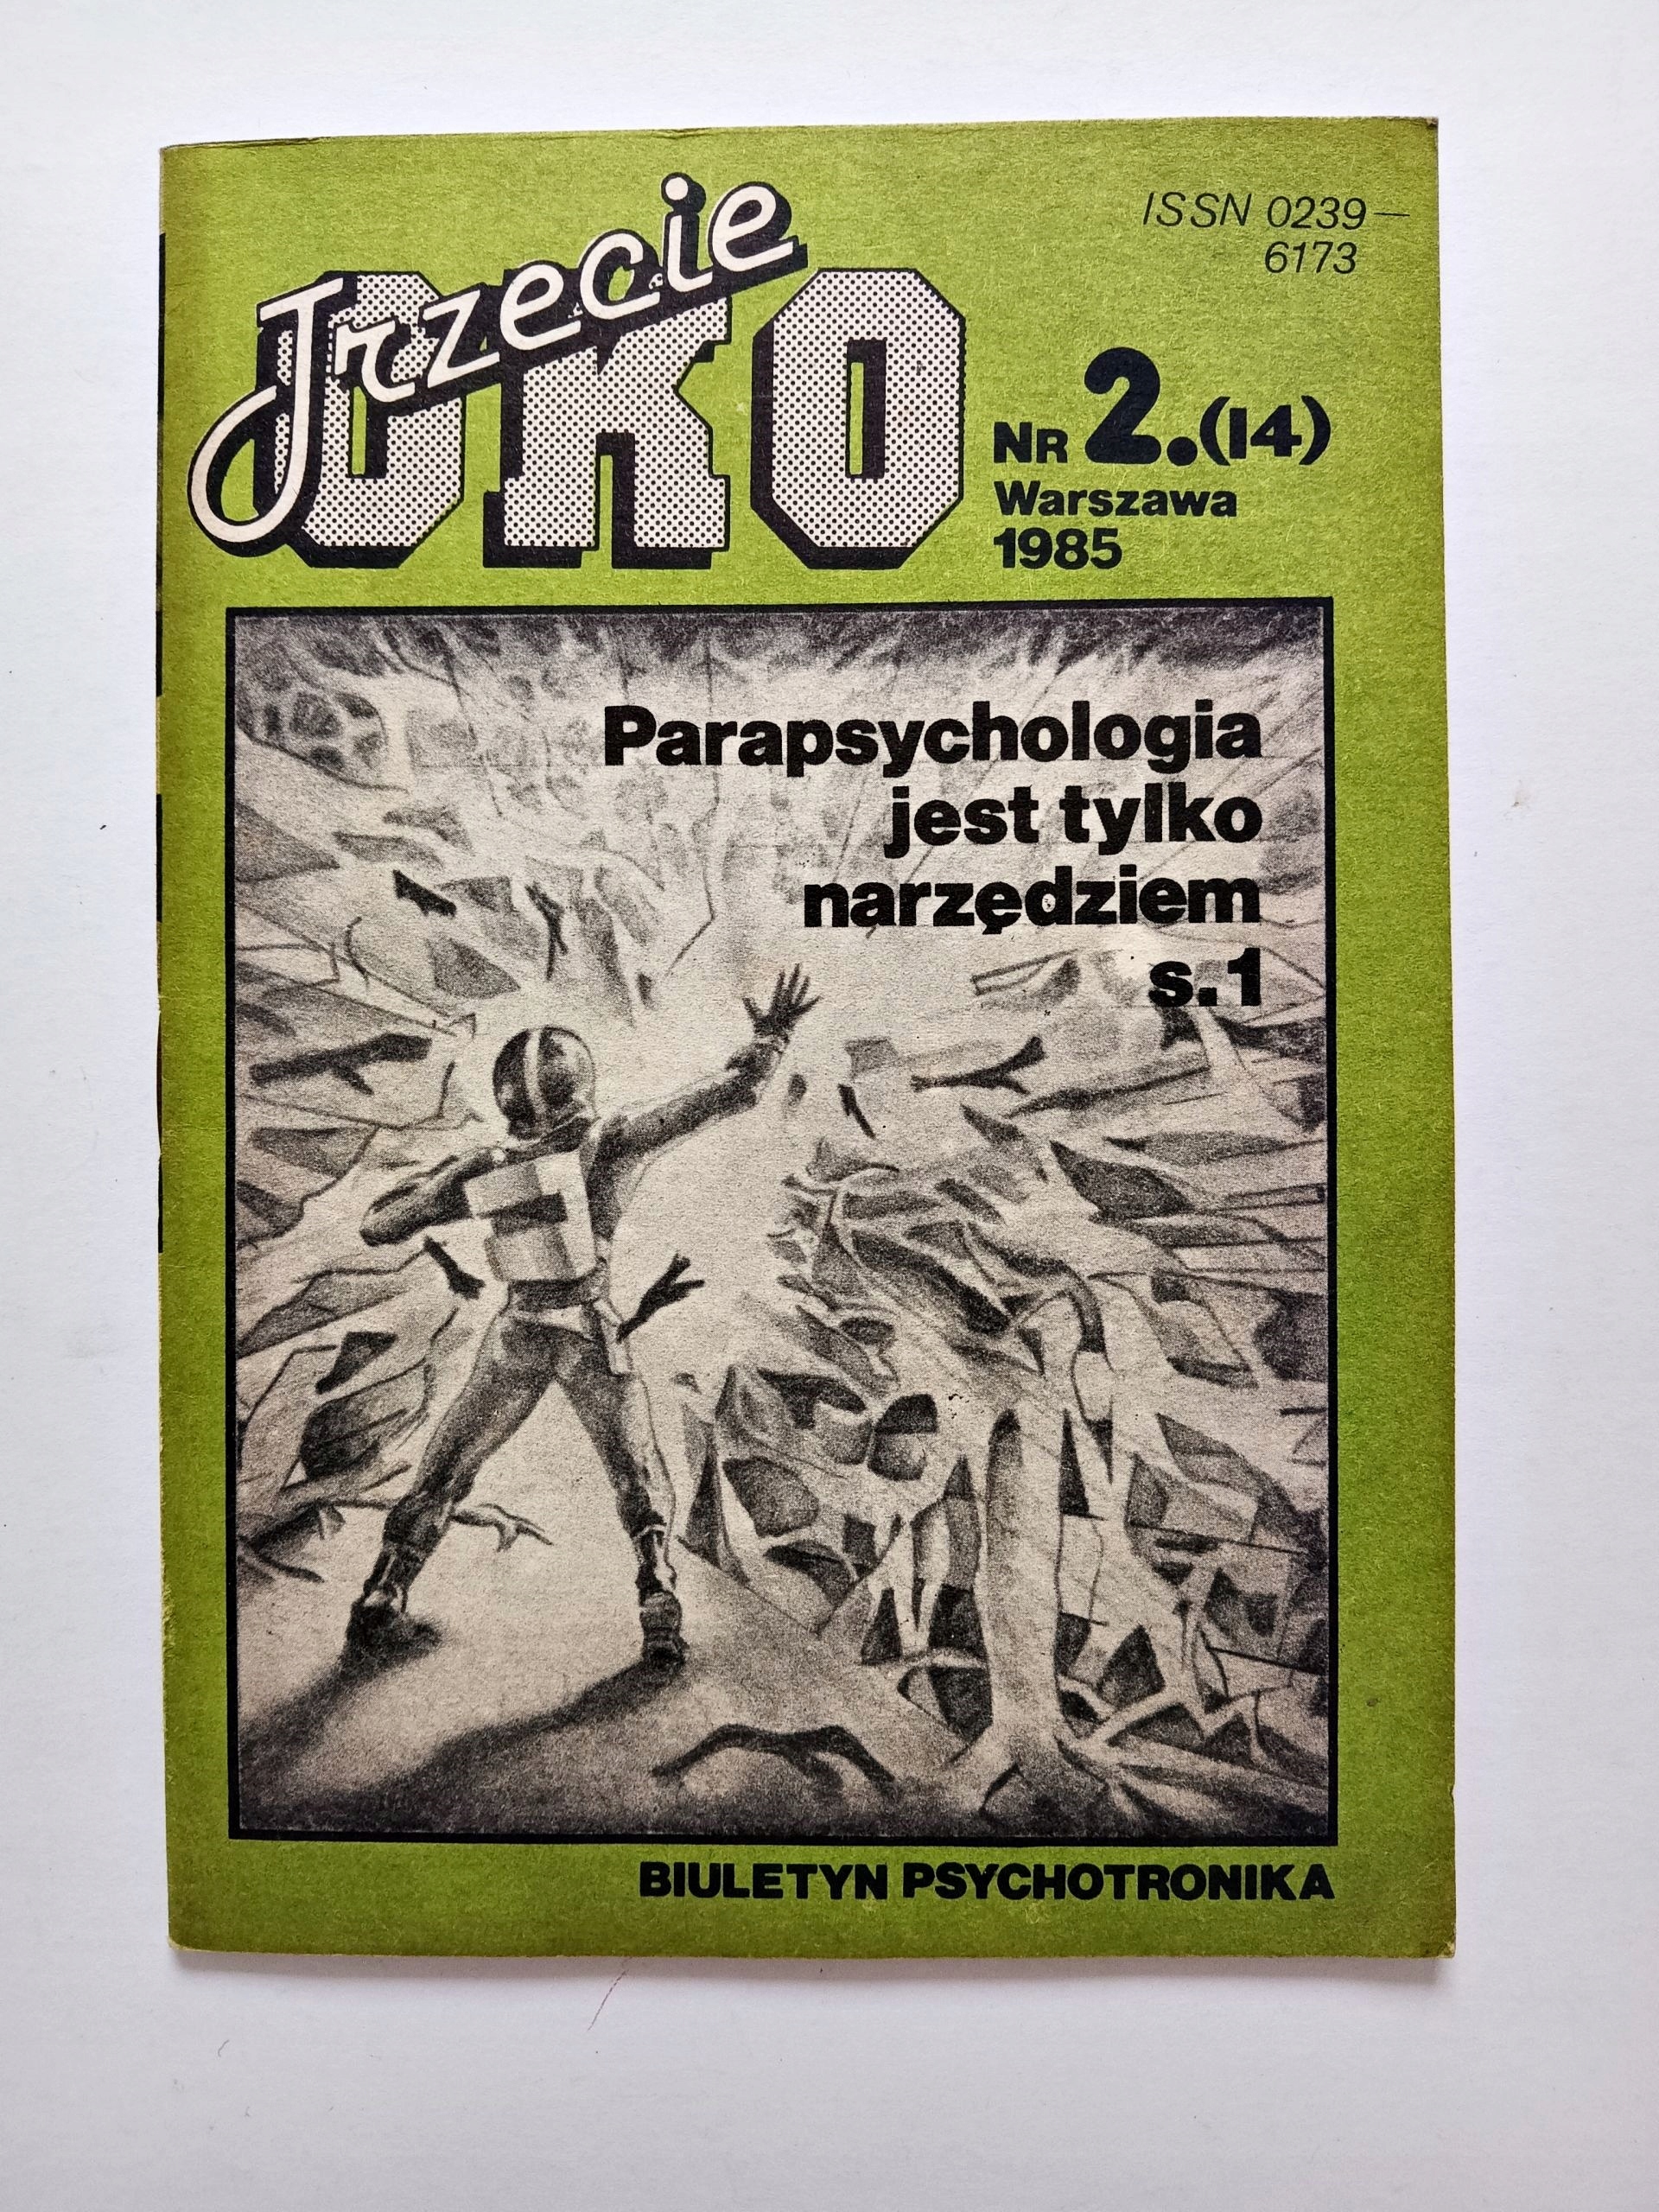 Trzecie
OKO
ISSN 0239—
6173
NR 2.(14)
Warszawa
1985
Parapsychologia
jest tylko
narzędziem
s.1
BIULETYN PSYCHOTRONIKA